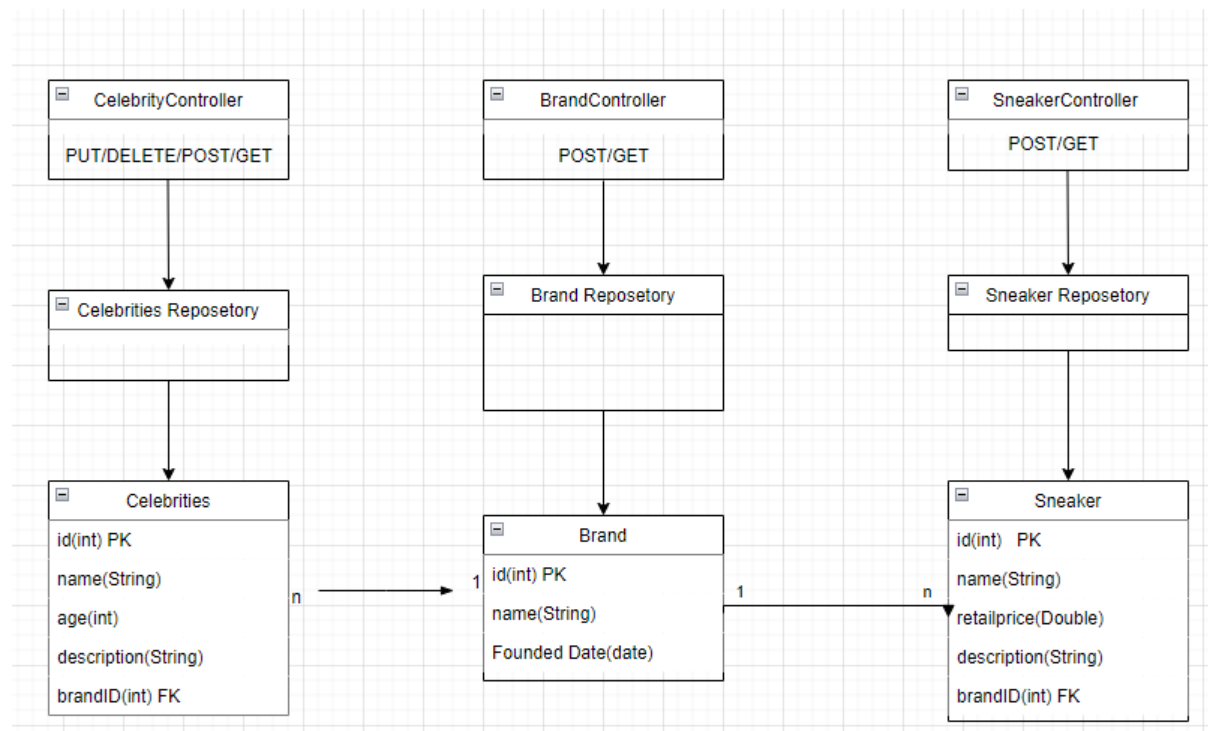 CelebrityController
PUT/DELETE/POST/GET
BrandController
POST/GET
SneakerController
POST/GET
Celebrities Reposetory
Brand Reposetory
Sneaker Reposetory
Celebrities
id(int) PK
name(String)
age(int)
description(String)
brandID(int) FK
n
1
Brand
id(int) PK
name(String)
Founded Date(date)
1
n
Sneaker
id(int) PK
name(String)
retailprice(Double)
description(String)
brandID(int) FK